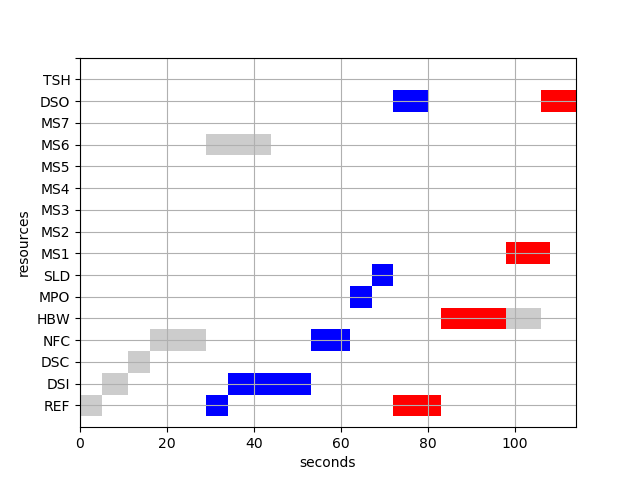 TSH
DSO
MS7
MS6
MS5
MS4
MS3
MS2
MS1
SLD
MPO
HBW
NFC
DSC
DSI
REF
resources
0 20 40 60 80 100
seconds